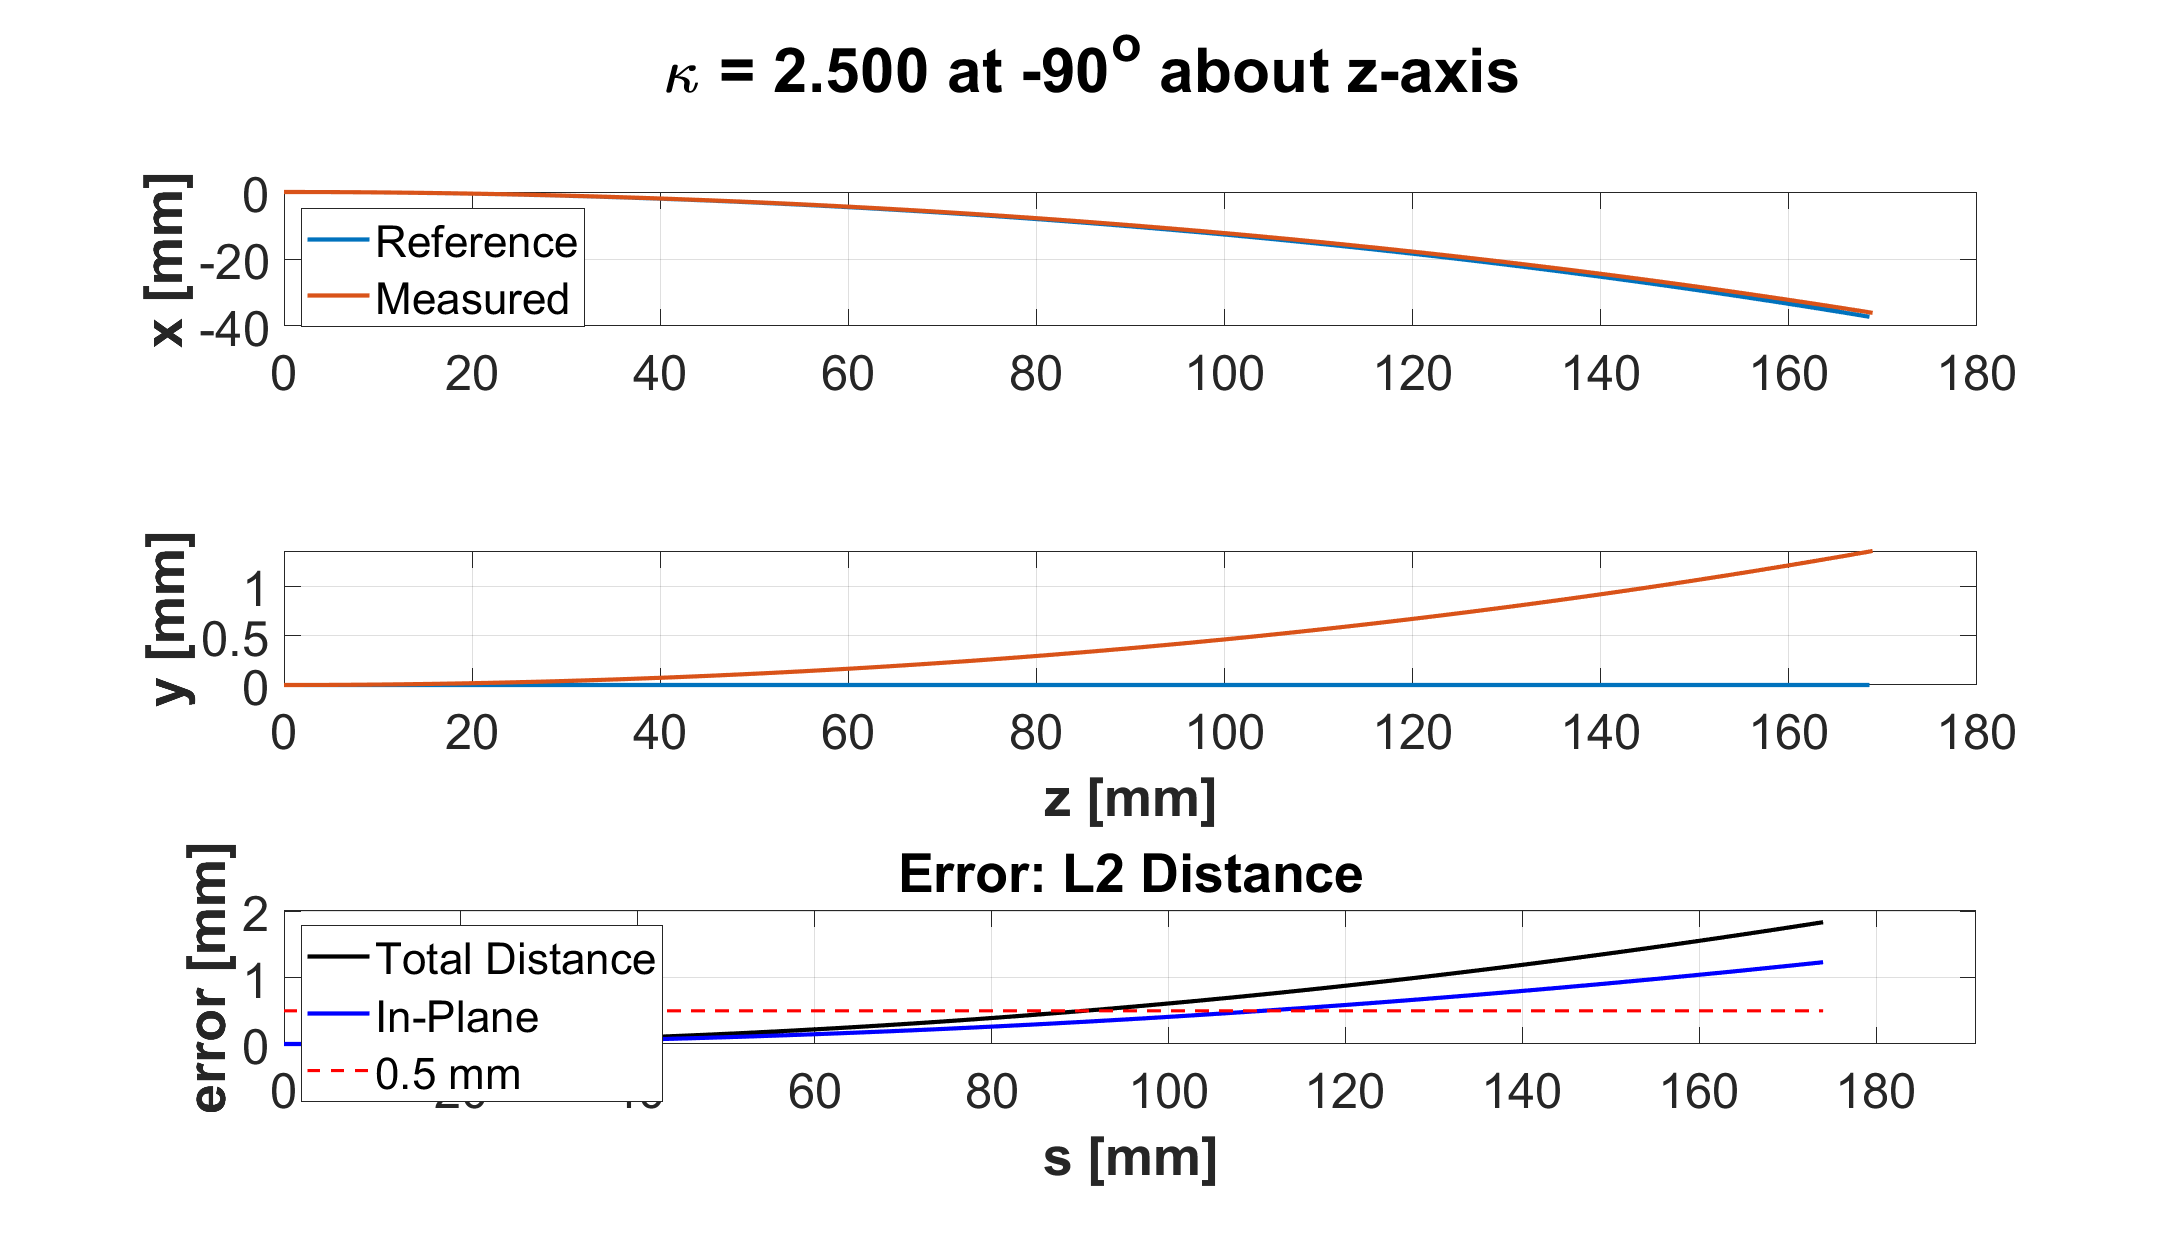 κ = 2.500 at -90° about z-axis
x [mm]
0
-20
-40
Reference
Measured
0 20 40 60 80 100 120 140 160 180
y [mm]
1
0.5
0
0 20 40 60 80 100 120 140 160 180
z [mm]
Error: L2 Distance
error [mm]
2
1
0
Total Distance
In-Plane
0.5 mm
0 20 40 60 80 100 120 140 160 180
s [mm]